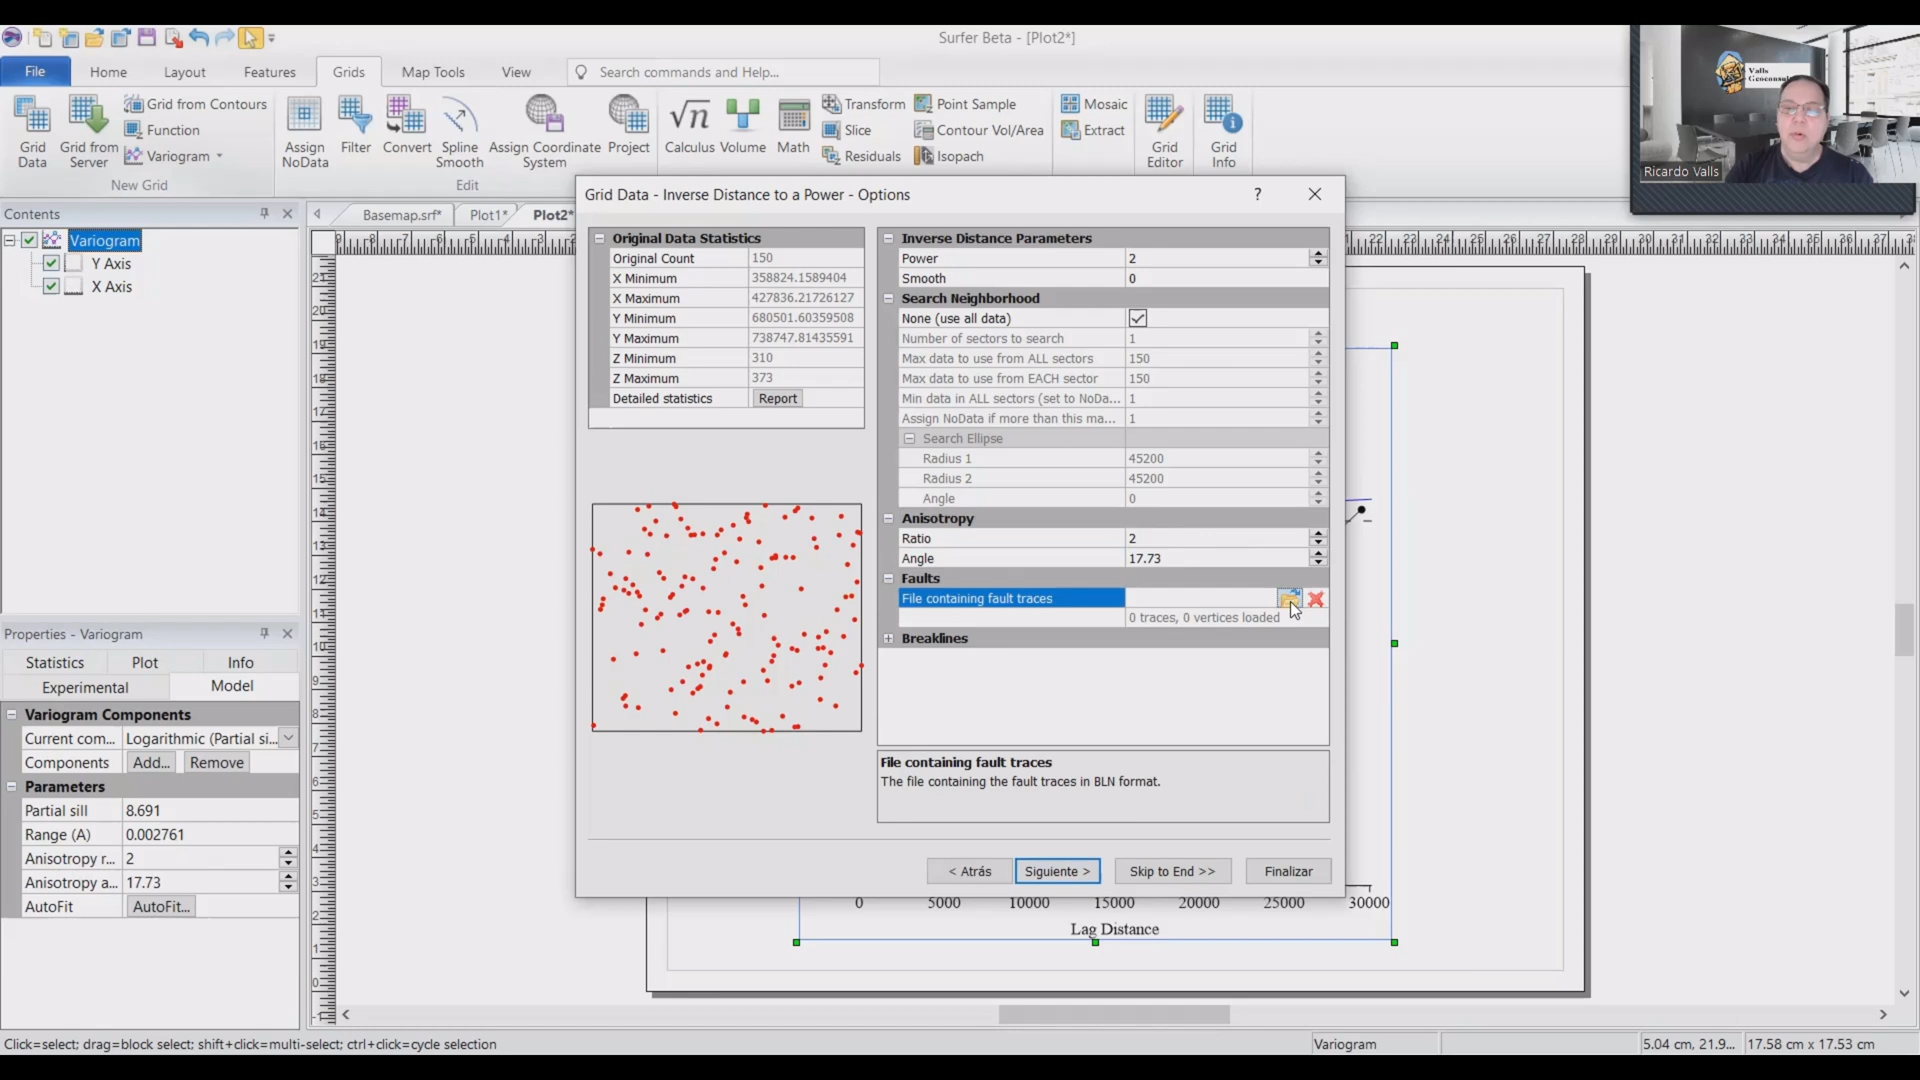 Surfer Beta - [Plot2*]
File
Home
Layout
Features
Grids
Map Tools
View
Search commands and Help...
Grid Data
Grid from Server
Grid from Contours
Function
Variogram
New Grid
Assign NoData
Filter
Convert
Spline Smooth
Assign Coordinate System
Project
Edit
Calculus
Volume
Math
Transform
Slice
Residuals
Point Sample
Contour Vol/Area
Isopach
Mosaic
Extract
Grid Editor
Grid Info
Valls
Ricardo Valls
Contents
Variogram
Y Axis
X Axis
Basemap.srf*
Plot1*
Plot2*
Grid Data - Inverse Distance to a Power - Options
Original Data Statistics
Original Count 150
X Minimum 358824.1589404
X Maximum 427836.21726127
Y Minimum 680501.60359508
Y Maximum 738747.81435591
Z Minimum 310
Z Maximum 373
Detailed statistics Report
Inverse Distance Parameters
Power 2
Smooth 0
Search Neighborhood
None (use all data)
Number of sectors to search 1
Max data to use from ALL sectors 150
Max data to use from EACH sector 150
Min data in ALL sectors (set to NoDa... 1
Assign NoData if more than this ma... 1
Search Ellipse
Radius 1 45200
Radius 2 45200
Angle 0
Anisotropy
Ratio 2
Angle 17.73
Faults
File containing fault traces
0 traces, 0 vertices loaded
Breaklines
File containing fault traces
The file containing the fault traces in BLN format.
< Atrás
Siguiente >
Skip to End >>
Finalizar
0 5000 10000 15000 20000 25000 30000
Lag Distance
Properties - Variogram
Statistics
Plot
Info
Experimental
Model
Variogram Components
Current com... Logarithmic (Partial si...
Components Add... Remove
Parameters
Partial sill 8.691
Range (A) 0.002761
Anisotropy r... 2
Anisotropy a... 17.73
AutoFit AutoFit...
Click=select; drag=block select; shift+click=multi-select; ctrl+click=cycle selection
Variogram
5.04 cm, 21.9...
17.58 cm x 17.53 cm